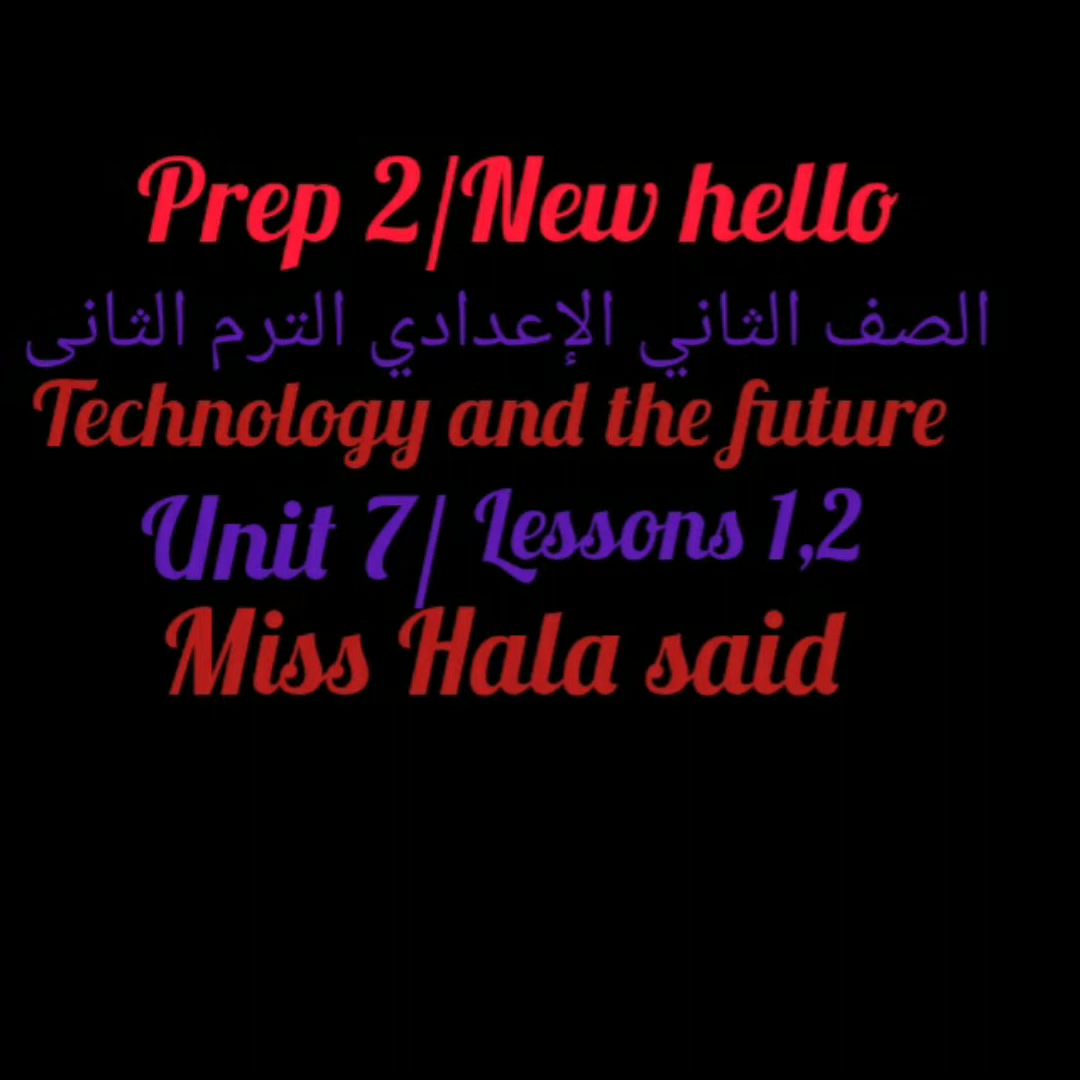 Prep 2/New hello
الصف الثاني الإعدادي الترم الثانى
Technology and the future
Unit 7/ Lessons 1,2
Miss Hala said